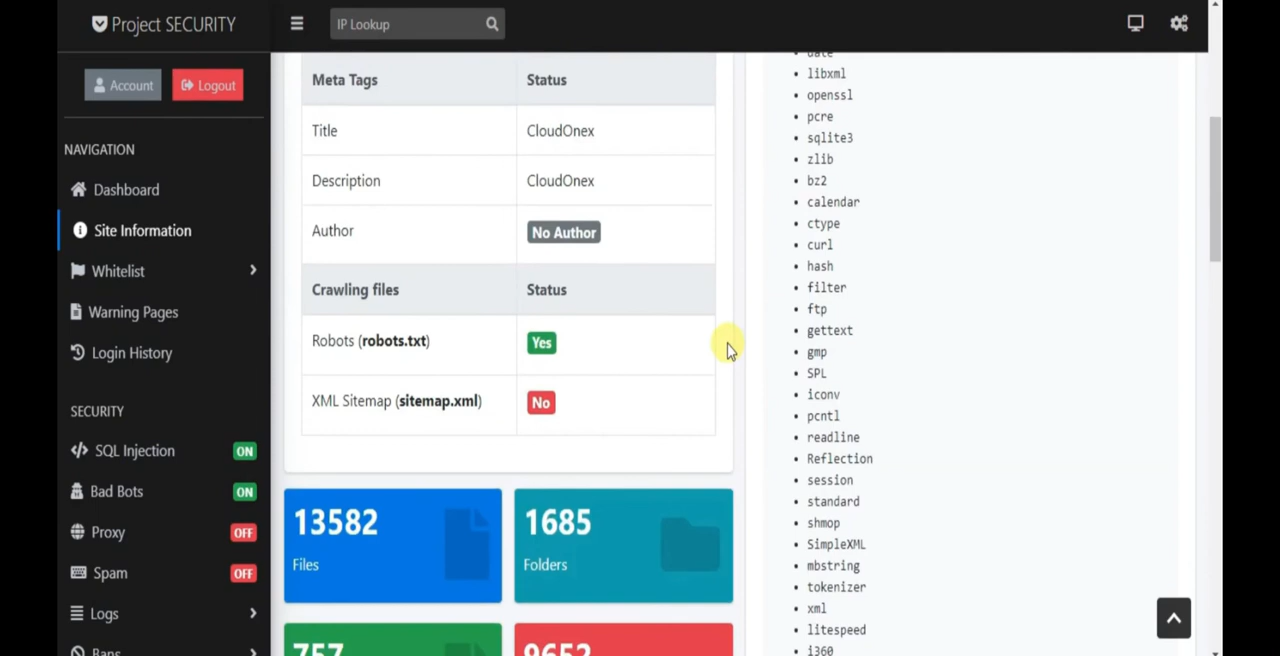 Project SECURITY
IP Lookup
Account
Logout
NAVIGATION
Dashboard
Site Information
Whitelist
Warning Pages
Login History
SECURITY
SQL Injection ON
Bad Bots ON
Proxy OFF
Spam OFF
Logs
Bans
Meta Tags Status
Title CloudOnex
Description CloudOnex
Author No Author
Crawling files Status
Robots (robots.txt) Yes
XML Sitemap (sitemap.xml) No
13582
Files
1685
Folders
757
9652
date
libxml
openssl
pcre
sqlite3
zlib
bz2
calendar
ctype
curl
hash
filter
ftp
gettext
gmp
SPL
iconv
pcntl
readline
Reflection
session
standard
shmop
SimpleXML
mbstring
tokenizer
xml
litespeed
i360